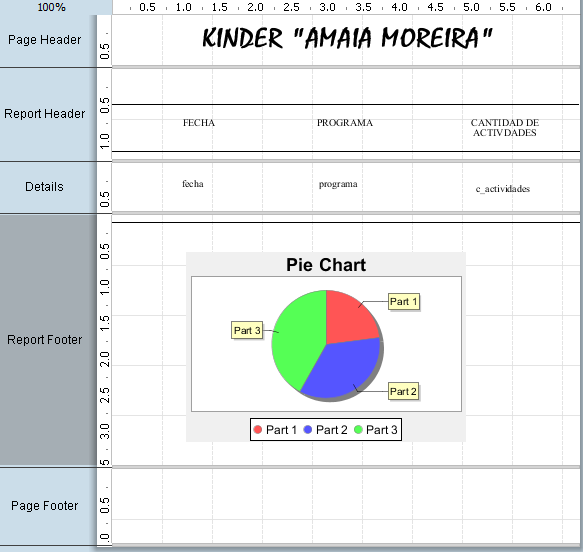 100%
0.5 1.0 1.5 2.0 2.5 3.0 3.5 4.0 4.5 5.0 5.5 6.0
Page Header
0.5
KINDER "AMAIA MOREIRA"
Report Header
0.5
1.0
FECHA PROGRAMA CANTIDAD DE
ACTIVDADES
Details
0.5
fecha programa c_actividades
Report Footer
0.5
1.0
1.5
2.0
2.5
3.0
5
Pie Chart
Part 1
Part 3
Part 2
Part 1 Part 2 Part 3
Page Footer
0.5
.0